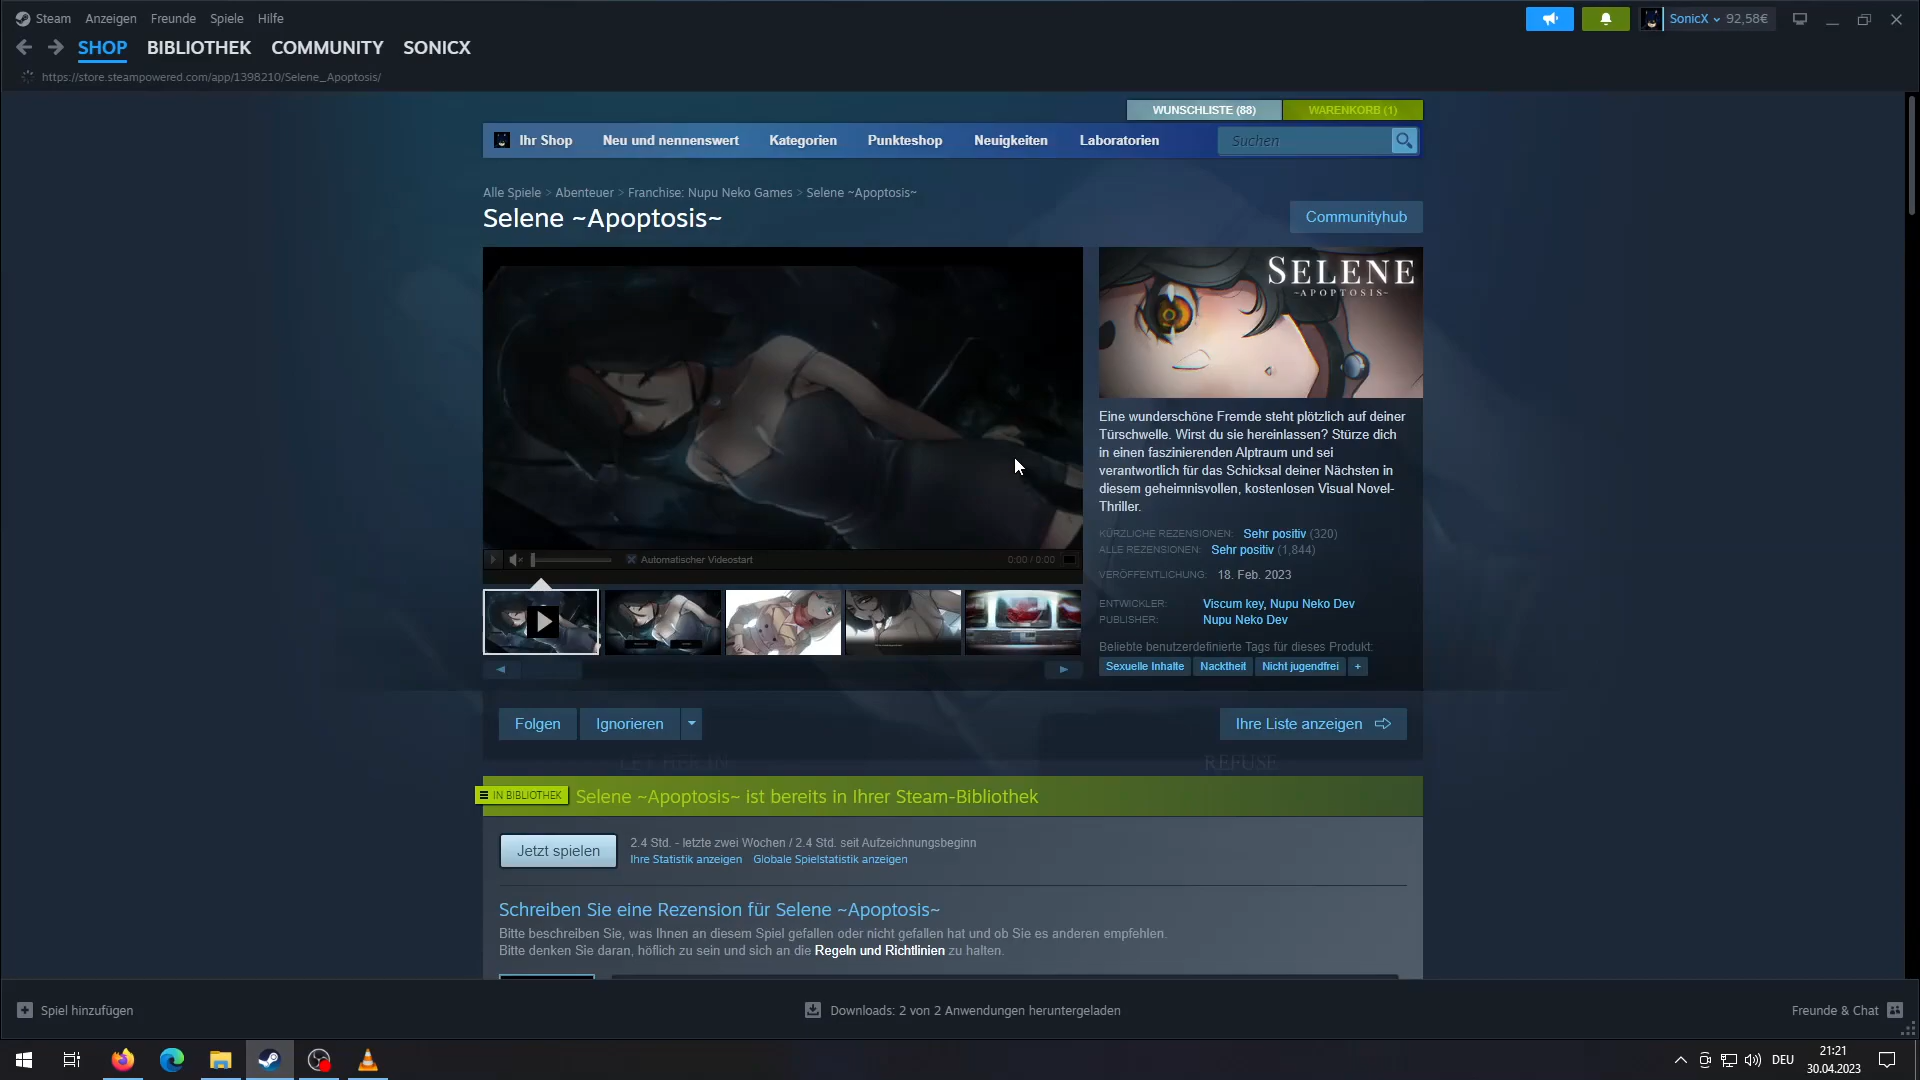 Steam Anzeigen Freunde Spiele Hilfe
SonicX 92,58€
SHOP BIBLIOTHEK COMMUNITY SONICX
https://store.steampowered.com/app/1398210/Selene_Apoptosis/
WUNSCHLISTE (88) WARENKORB (1)
Ihr Shop Neu und nennenswert Kategorien Punkteshop Neuigkeiten Laboratorien Suchen
Alle Spiele > Abenteuer > Franchise: Nupu Neko Games > Selene ~Apoptosis~
Selene ~Apoptosis~
Communityhub
SELENE
~APOPTOSIS~
Eine wunderschöne Fremde steht plötzlich auf deiner
Türschwelle. Wirst du sie hereinlassen? Stürze dich
in einen faszinierenden Alptraum und sei
verantwortlich für das Schicksal deiner Nächsten in
diesem geheimnisvollen, kostenlosen Visual Novel-
Thriller.
KÜRZLICHE REZENSIONEN: Sehr positiv (320)
ALLE REZENSIONEN: Sehr positiv (1,844)
VERÖFFENTLICHUNG: 18. Feb. 2023
ENTWICKLER: Viscum key, Nupu Neko Dev
PUBLISHER: Nupu Neko Dev
Beliebte benutzerdefinierte Tags für dieses Produkt:
Sexuelle Inhalte Nacktheit Nicht jugendfrei +
Automatischer Videostart 0:00 / 0:00
Folgen Ignorieren Ihre Liste anzeigen
LET HER IN REFUSE
IN BIBLIOTHEK Selene ~Apoptosis~ ist bereits in Ihrer Steam-Bibliothek
Jetzt spielen
2.4 Std. - letzte zwei Wochen / 2.4 Std. seit Aufzeichnungsbeginn
Ihre Statistik anzeigen Globale Spielstatistik anzeigen
Schreiben Sie eine Rezension für Selene ~Apoptosis~
Bitte beschreiben Sie, was Ihnen an diesem Spiel gefallen oder nicht gefallen hat und ob Sie es anderen empfehlen.
Bitte denken Sie daran, höflich zu sein und sich an die Regeln und Richtlinien zu halten.
Spiel hinzufügen Downloads: 2 von 2 Anwendungen heruntergeladen Freunde & Chat
DEU 21:21
30.04.2023